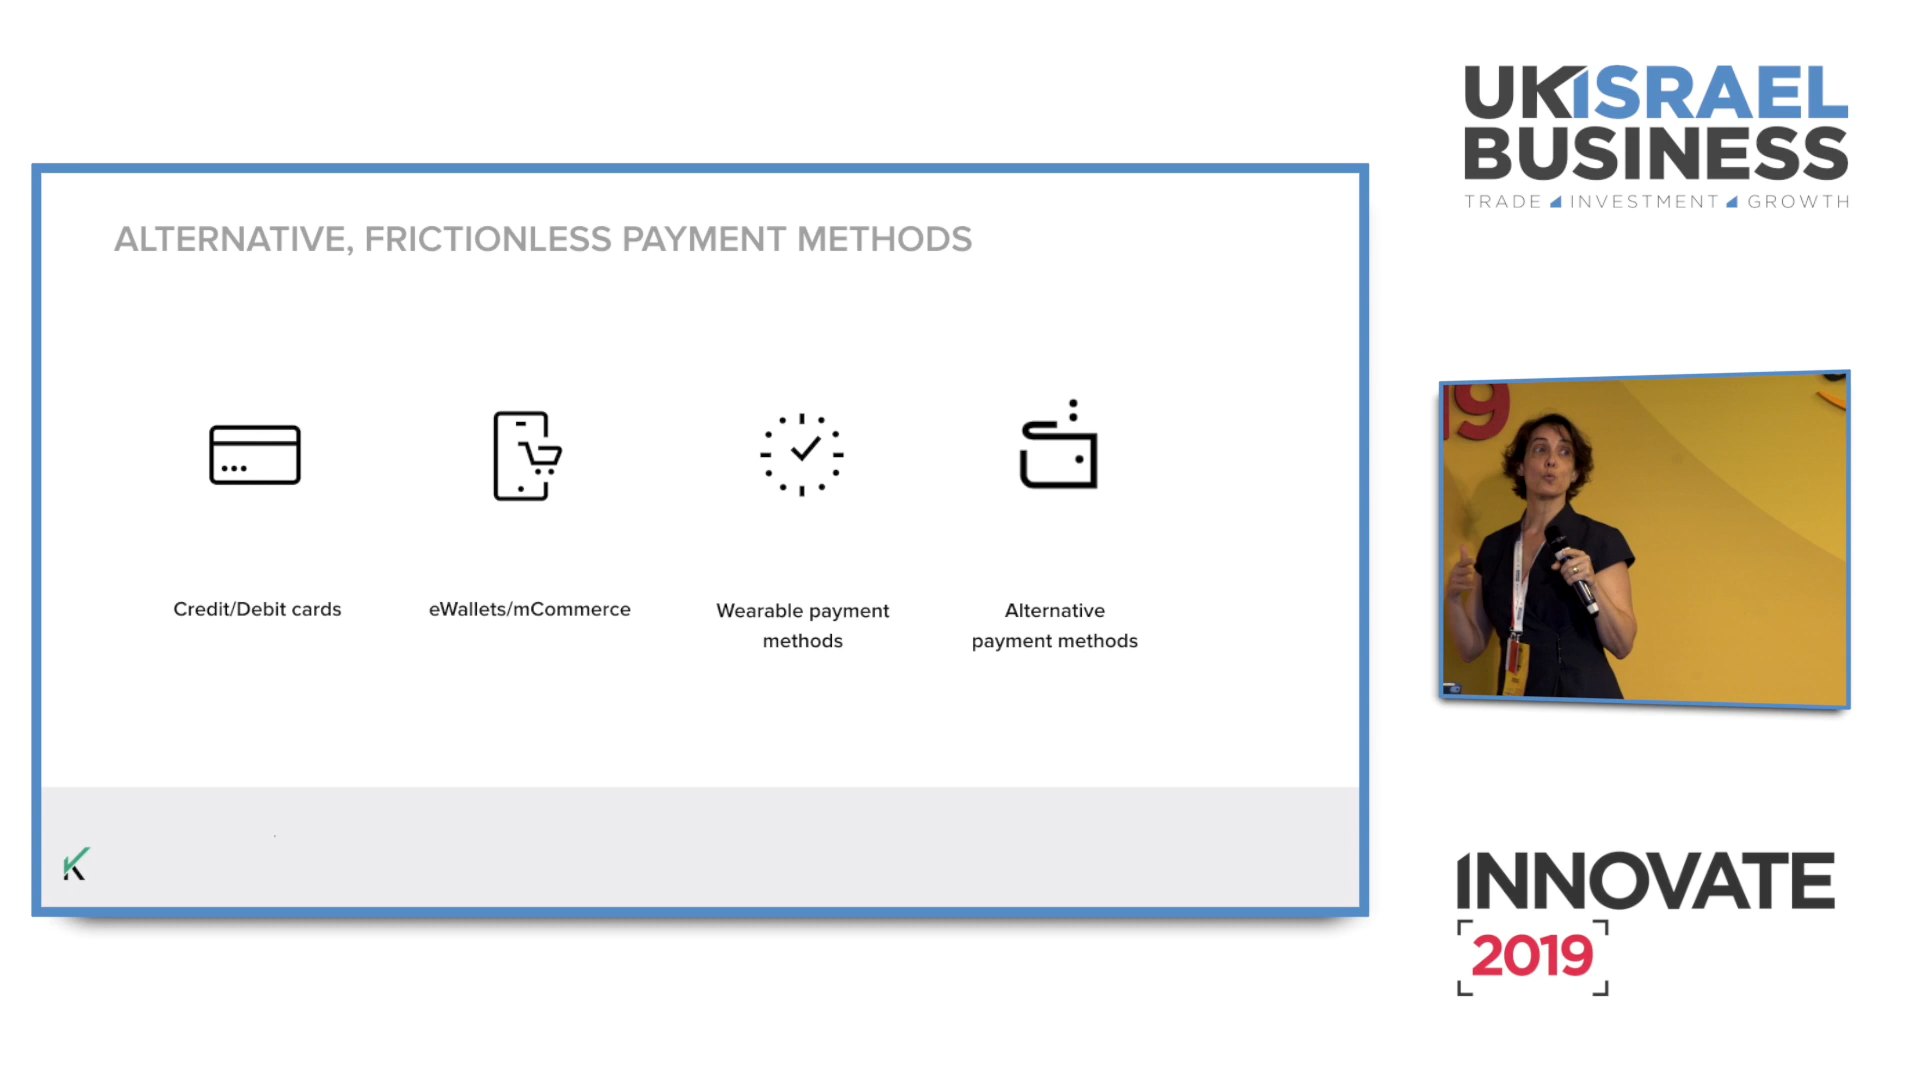 UKISRAEL
BUSINESS
TRADE INVESTMENT GROWTH
ALTERNATIVE, FRICTIONLESS PAYMENT METHODS
Credit/Debit cards
eWallets/mCommerce
Wearable payment
methods
Alternative
payment methods
K
19
INNOVATE
2019